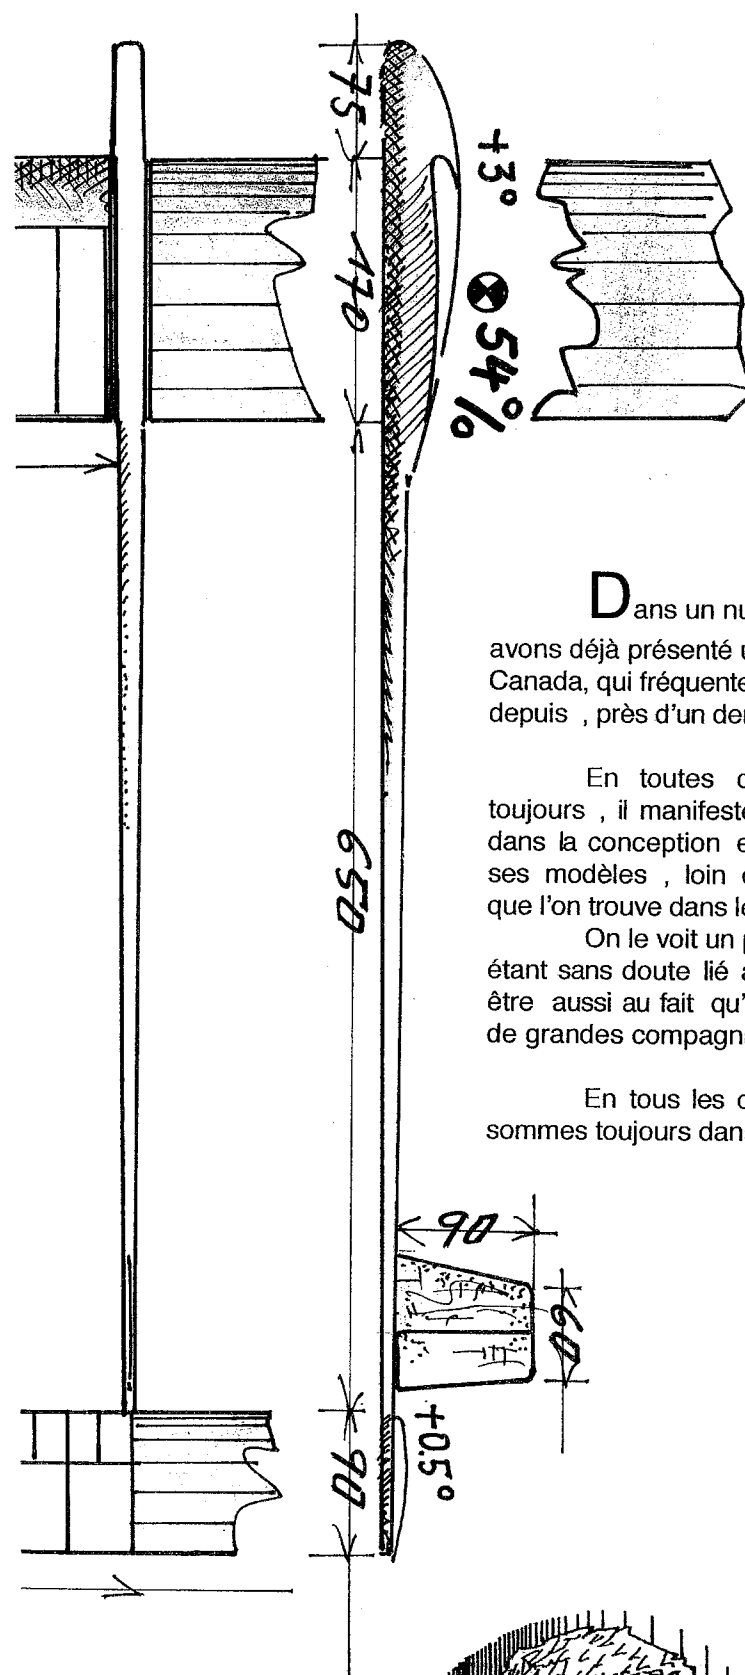 75
+3°
170
54%
Dans un nu
avons déjà présenté u
Canada, qui fréquente
depuis , près d'un de
En toutes
toujours , il manifeste
dans la conception e
ses modèles , loin
que l'on trouve dans le
On le voit un p
étant sans doute lié a
être aussi au fait qu'
de grandes compagn
En tous les
sommes toujours dans
650
90
60
+0.5°
90